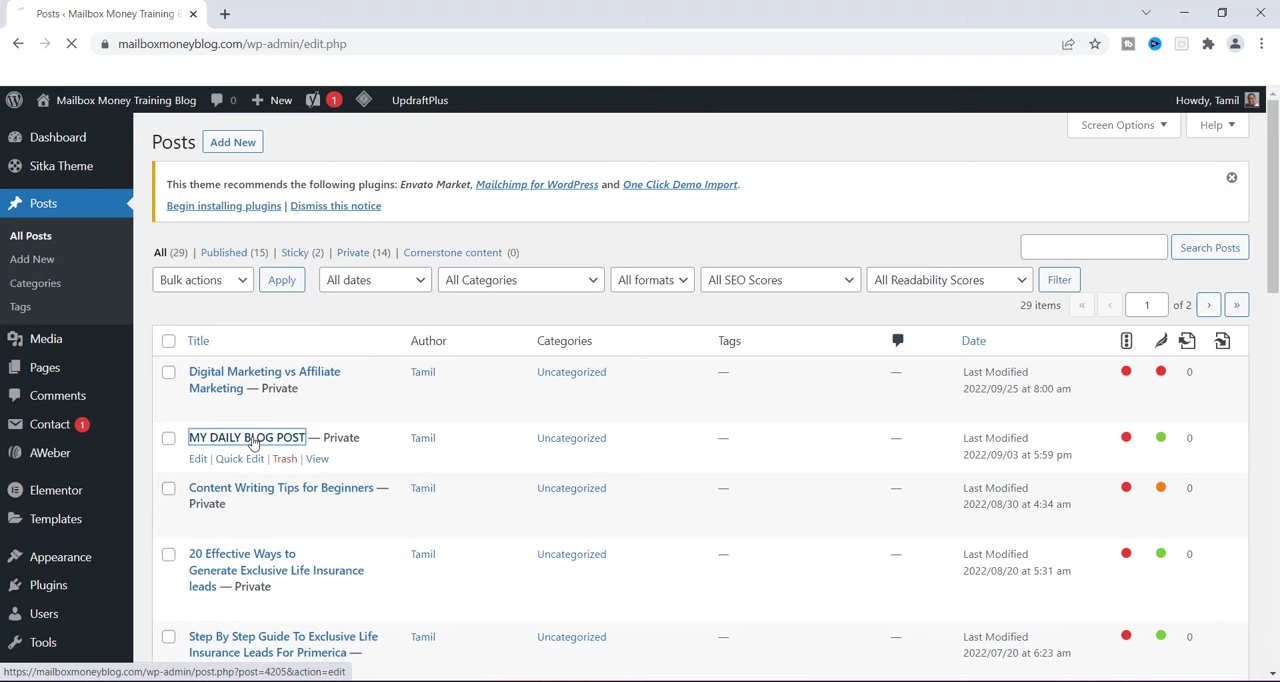 Posts ‹ Mailbox Money Training
mailboxmoneyblog.com/wp-admin/edit.php
Mailbox Money Training Blog 0 New 1 UpdraftPlus Howdy, Tamil
Dashboard
Sitka Theme
Posts
All Posts
Add New
Categories
Tags
Media
Pages
Comments
Contact 1
AWeber
Elementor
Templates
Appearance
Plugins
Users
Tools
Screen Options Help
Posts Add New
This theme recommends the following plugins: Envato Market, Mailchimp for WordPress and One Click Demo Import.
Begin installing plugins | Dismiss this notice
All (29) | Published (15) | Sticky (2) | Private (14) | Cornerstone content (0)
Search Posts
Bulk actions Apply All dates All Categories All formats All SEO Scores All Readability Scores Filter
29 items « ‹ 1 of 2 › »
Title Author Categories Tags Date
Digital Marketing vs Affiliate
Marketing — Private
Tamil Uncategorized — — Last Modified 0
2022/09/25 at 8:00 am
MY DAILY BLOG POST — Private Tamil Uncategorized — — Last Modified 0
2022/09/03 at 5:59 pm
Edit | Quick Edit | Trash | View
Content Writing Tips for Beginners —
Private
Tamil Uncategorized — — Last Modified 0
2022/08/30 at 4:34 am
20 Effective Ways to
Generate Exclusive Life Insurance
leads — Private
Tamil Uncategorized — — Last Modified 0
2022/08/20 at 5:31 am
Step By Step Guide To Exclusive Life
Insurance Leads For Primerica —
Tamil Uncategorized — — Last Modified 0
2022/07/20 at 6:23 am
https://mailboxmoneyblog.com/wp-admin/post.php?post=4205&action=edit